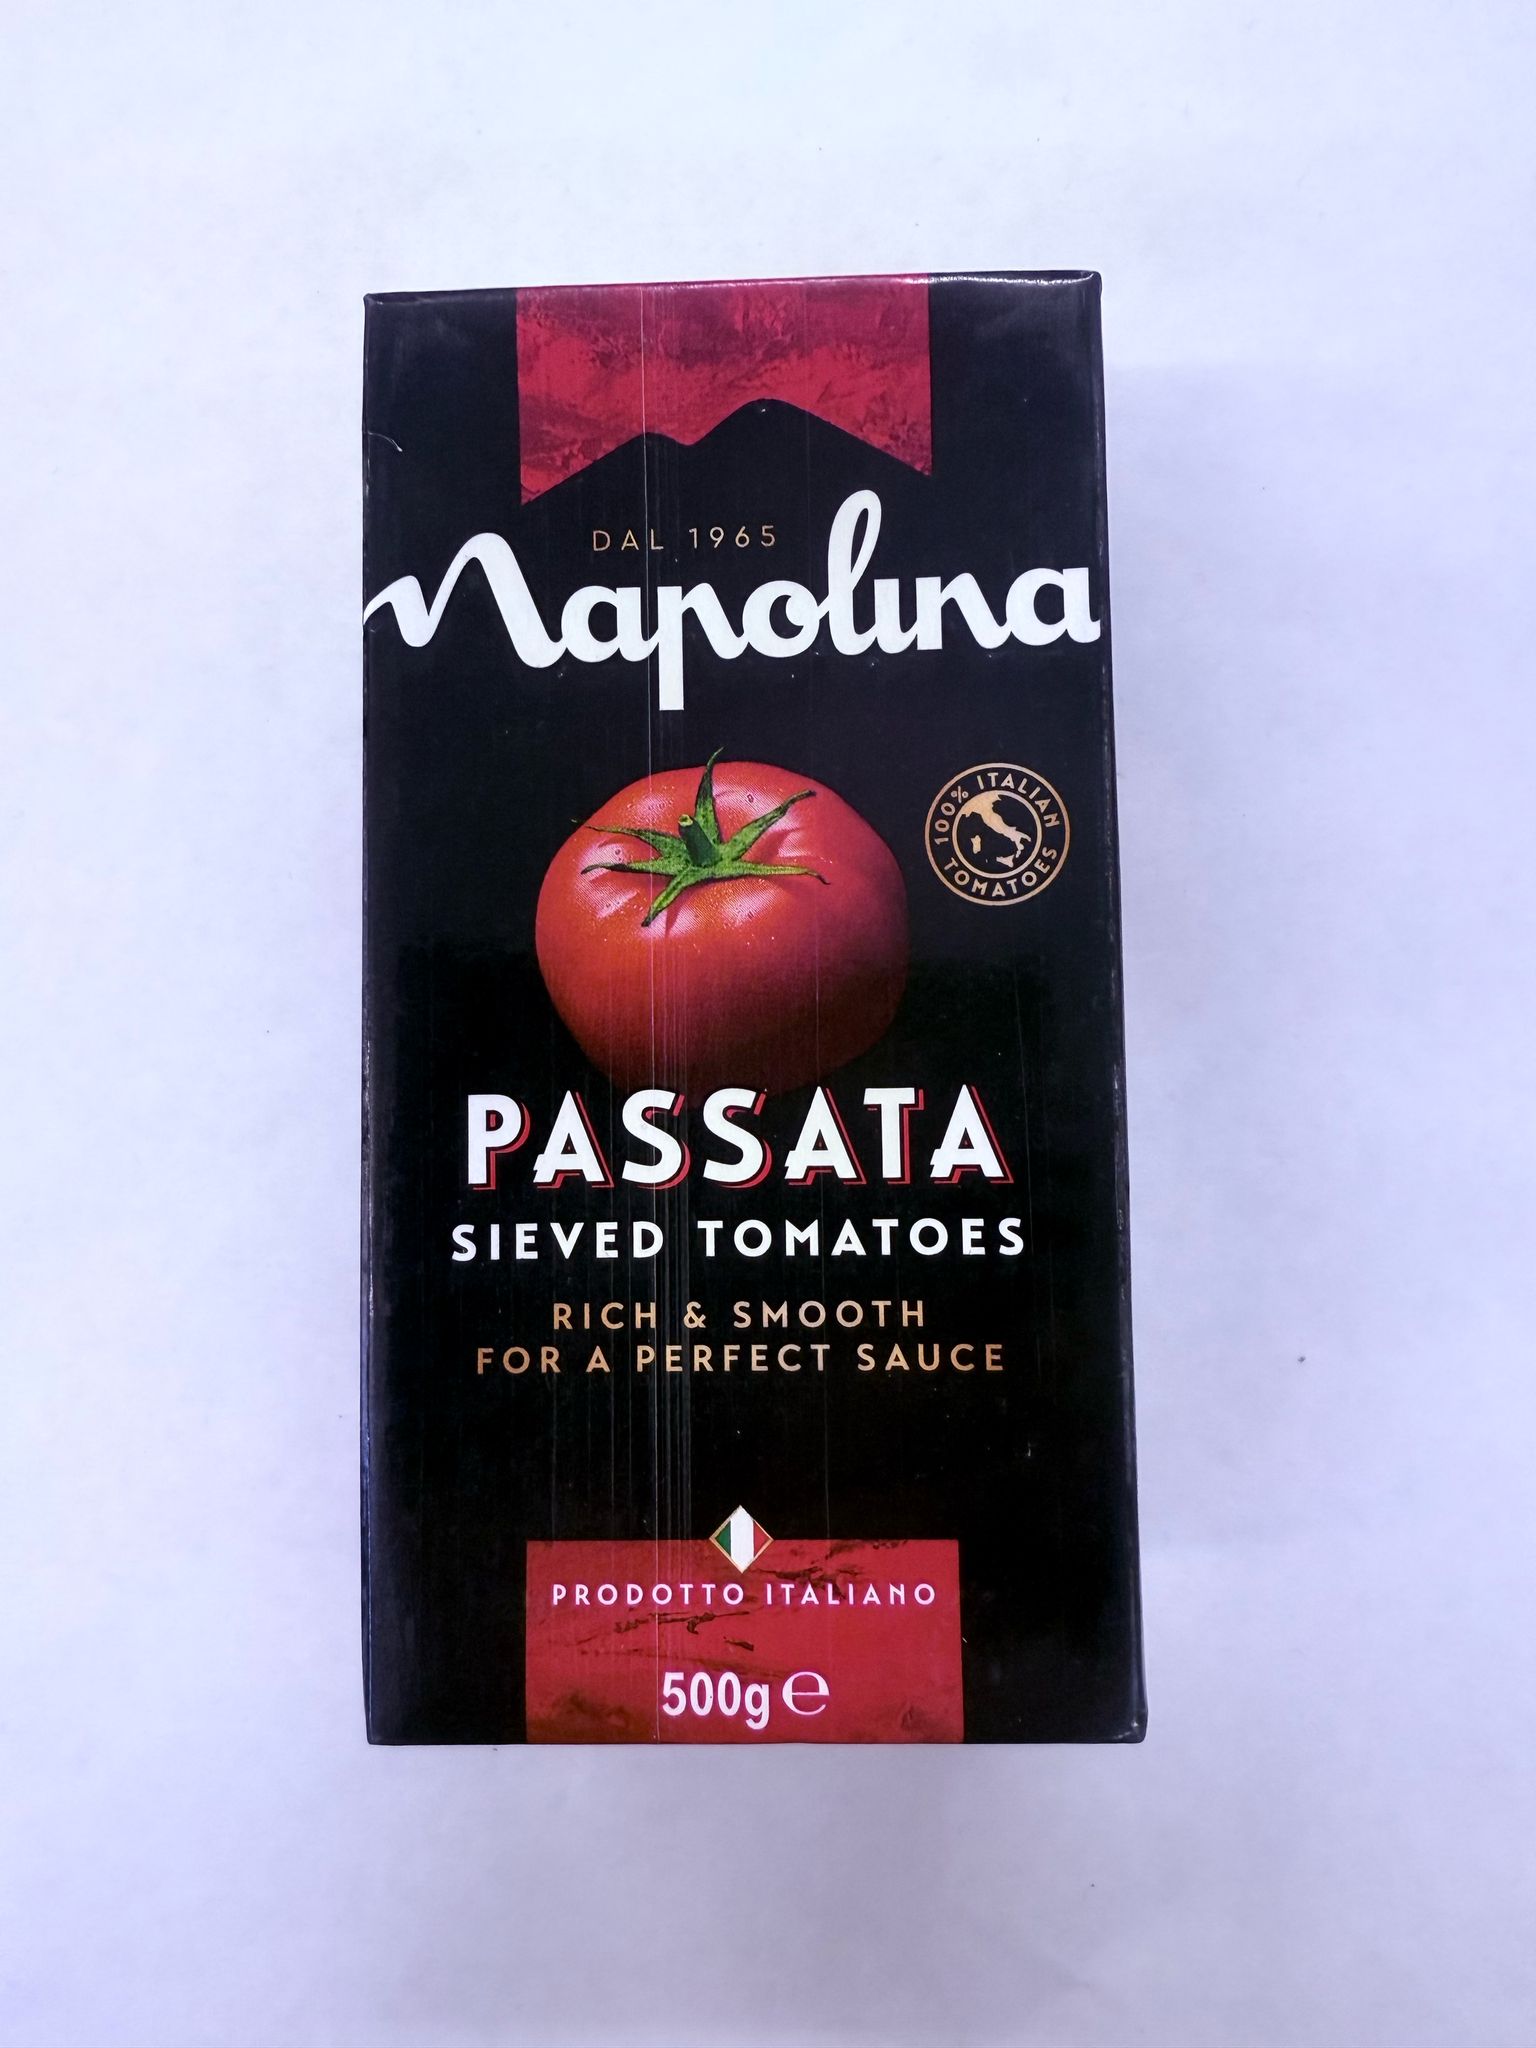 DAL 1965
Napolina
100% ITALIAN
TOMATOES
PASSATA
SIEVED TOMATOES
RICH & SMOOTH
FOR A PERFECT SAUCE
PRODOTTO ITALIANO
500g ℮